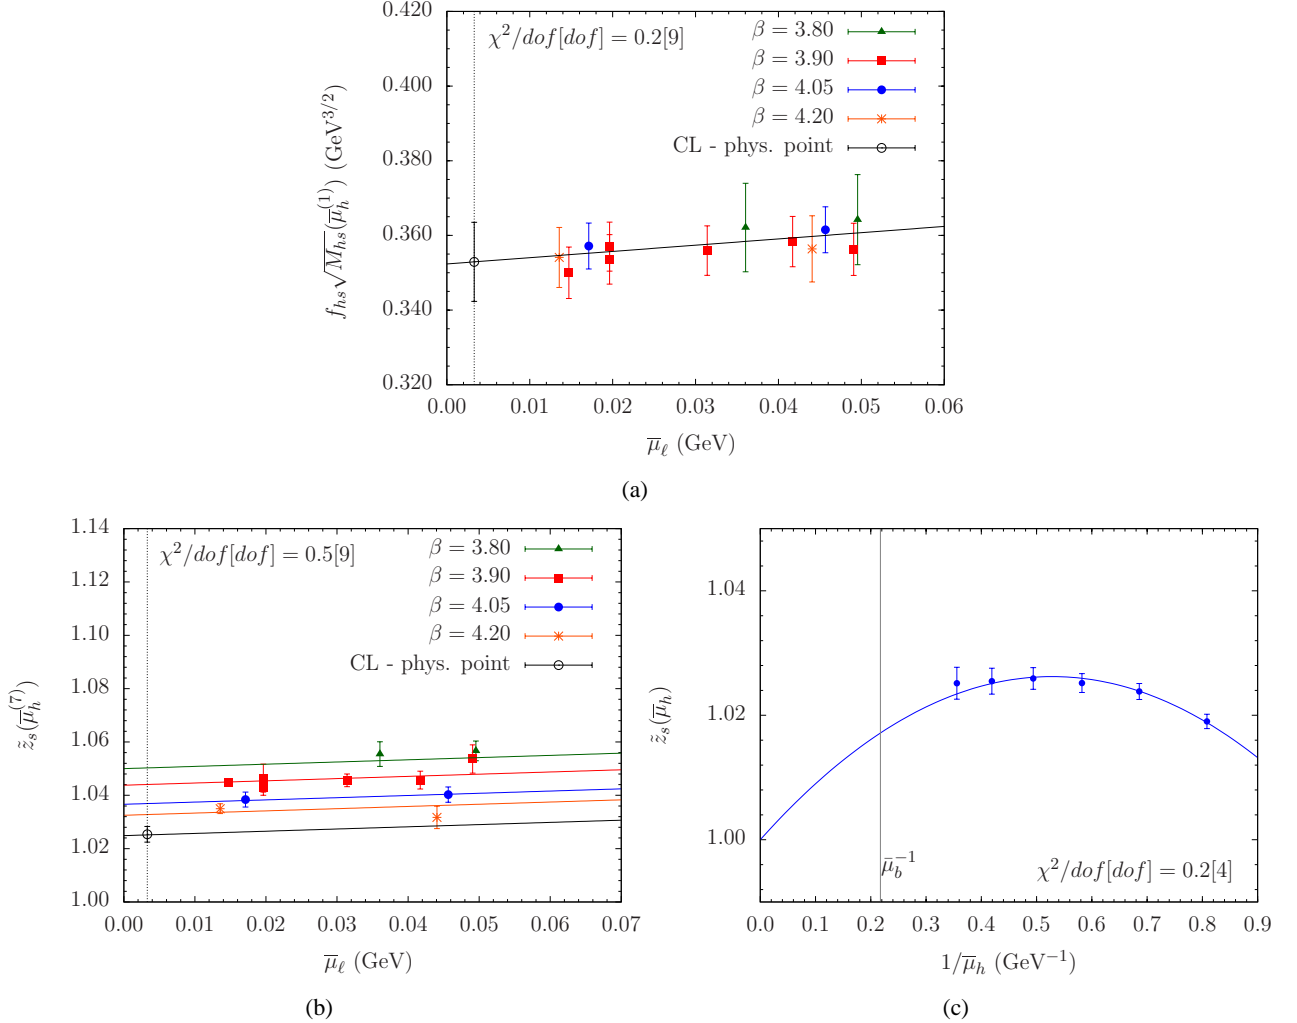 χ²/dof[dof] = 0.2[9]
β = 3.80
β = 3.90
β = 4.05
β = 4.20
CL - phys. point
f_{hs}√M_{hs}(μ̅_h^{(1)}) (GeV^{3/2})
0.420
0.400
0.380
0.360
0.340
0.320
0.00 0.01 0.02 0.03 0.04 0.05 0.06
μ̅_ℓ (GeV)
(a)
χ²/dof[dof] = 0.5[9]
β = 3.80
β = 3.90
β = 4.05
β = 4.20
CL - phys. point
z̃_s(μ̅_h^{(7)})
1.14
1.12
1.10
1.08
1.06
1.04
1.02
1.00
0.00 0.01 0.02 0.03 0.04 0.05 0.06 0.07
μ̅_ℓ (GeV)
(b)
z̃_s(μ̅_h)
1.04
1.02
1.00
μ̅_b^{-1}
χ²/dof[dof] = 0.2[4]
0.0 0.1 0.2 0.3 0.4 0.5 0.6 0.7 0.8 0.9
1/μ̅_h (GeV^{-1})
(c)